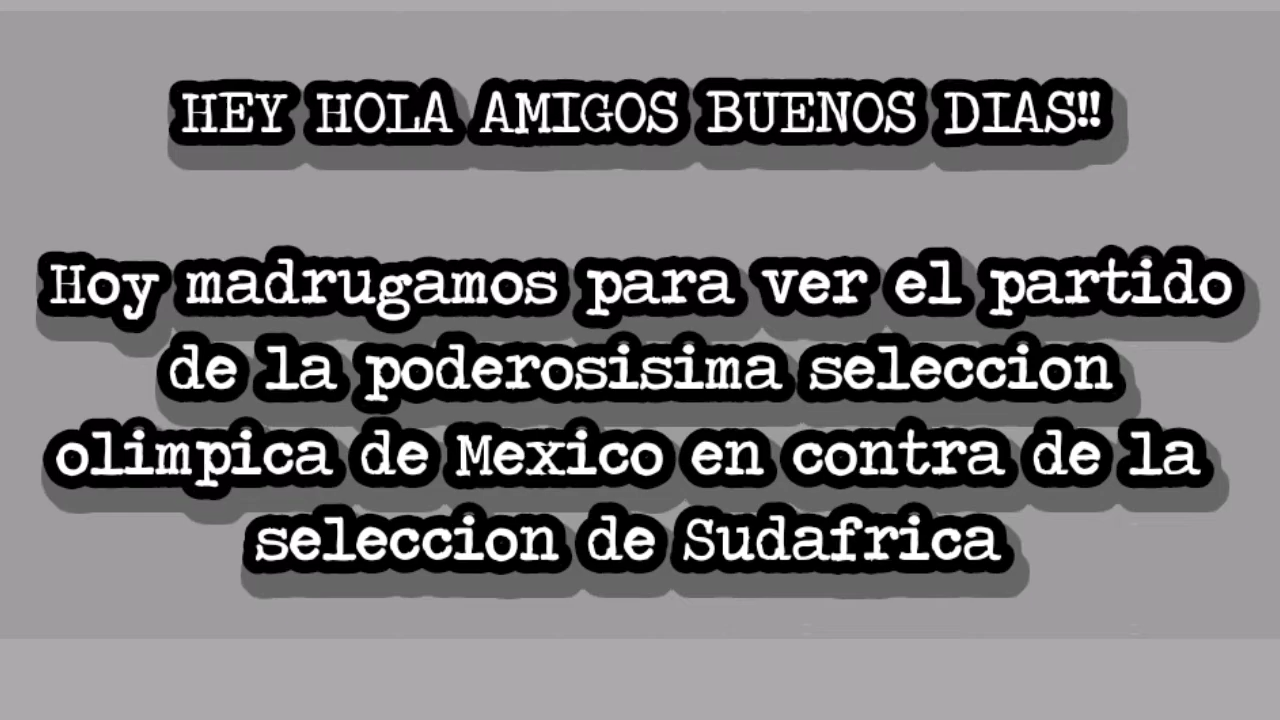 HEY HOLA AMIGOS BUENOS DIAS!!
Hoy madrugamos para ver el partido
de la poderosisima seleccion
olimpica de Mexico en contra de la
seleccion de Sudafrica